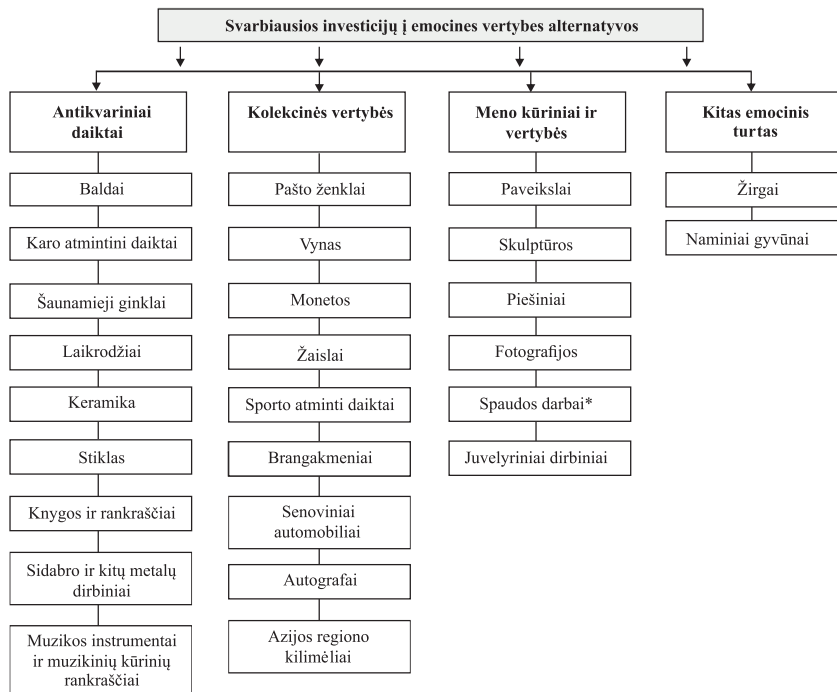 Svarbiausios investicijų į emocines vertybes alternatyvos
Antikvariniai
daiktai
Baldai
Karo atmintini daiktai
Šaunamieji ginklai
Laikrodžiai
Keramika
Stiklas
Knygos ir rankraščiai
Sidabro ir kitų metalų
dirbiniai
Muzikos instrumentai
ir muzikinių kūrinių
rankraščiai
Kolekcinės vertybės
Pašto ženklai
Vynas
Monetos
Žaislai
Sporto atminti daiktai
Brangakmeniai
Senoviniai
automobiliai
Autografai
Azijos regiono
kilimėliai
Meno kūriniai ir
vertybės
Paveikslai
Skulptūros
Piešiniai
Fotografijos
Spaudos darbai*
Juvelyriniai dirbiniai
Kitas emocinis
turtas
Žirgai
Naminiai gyvūnai